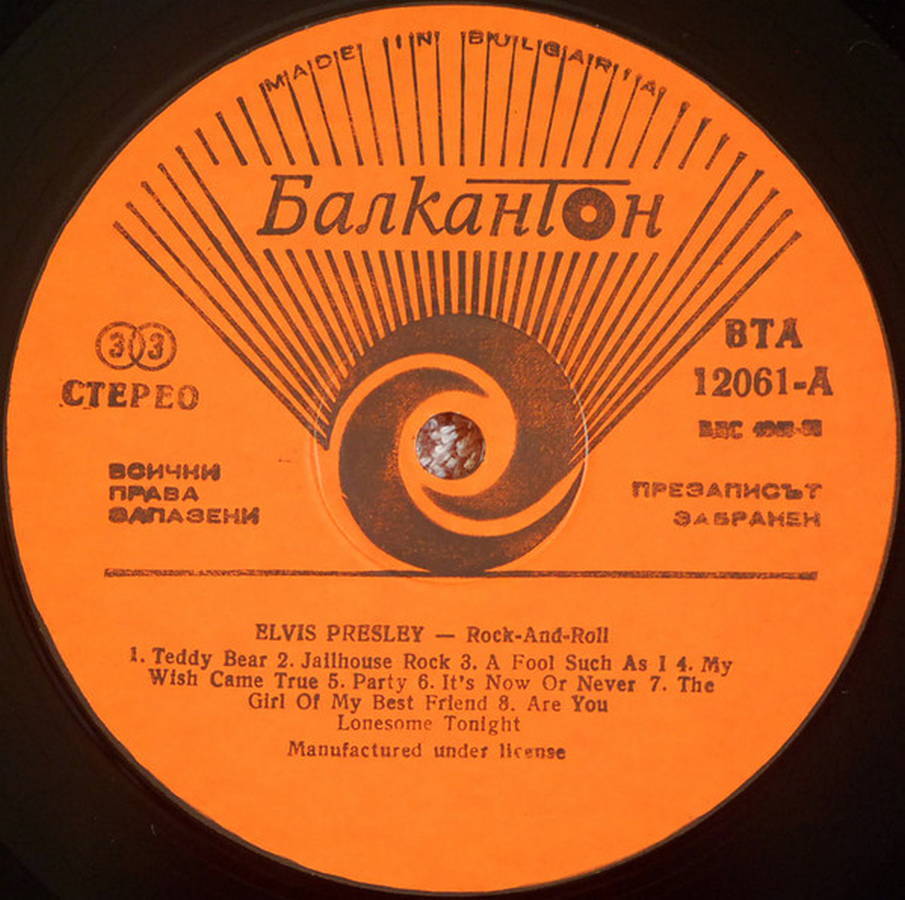 MADE IN BULGARIA
Балкантон
33
СТЕРЕО
ВТА
12061-А
ВСИЧКИ
ПРАВА
ЗАПАЗЕНИ
ПРЕЗАПИСЪТ
ЗАБРАНЕН
ELVIS PRESLEY — Rock-And-Roll
1. Teddy Bear 2. Jailhouse Rock 3. A Fool Such As I 4. My
Wish Came True 5. Party 6. It's Now Or Never 7. The
Girl Of My Best Friend 8. Are You
Lonesome Tonight
Manufactured under license